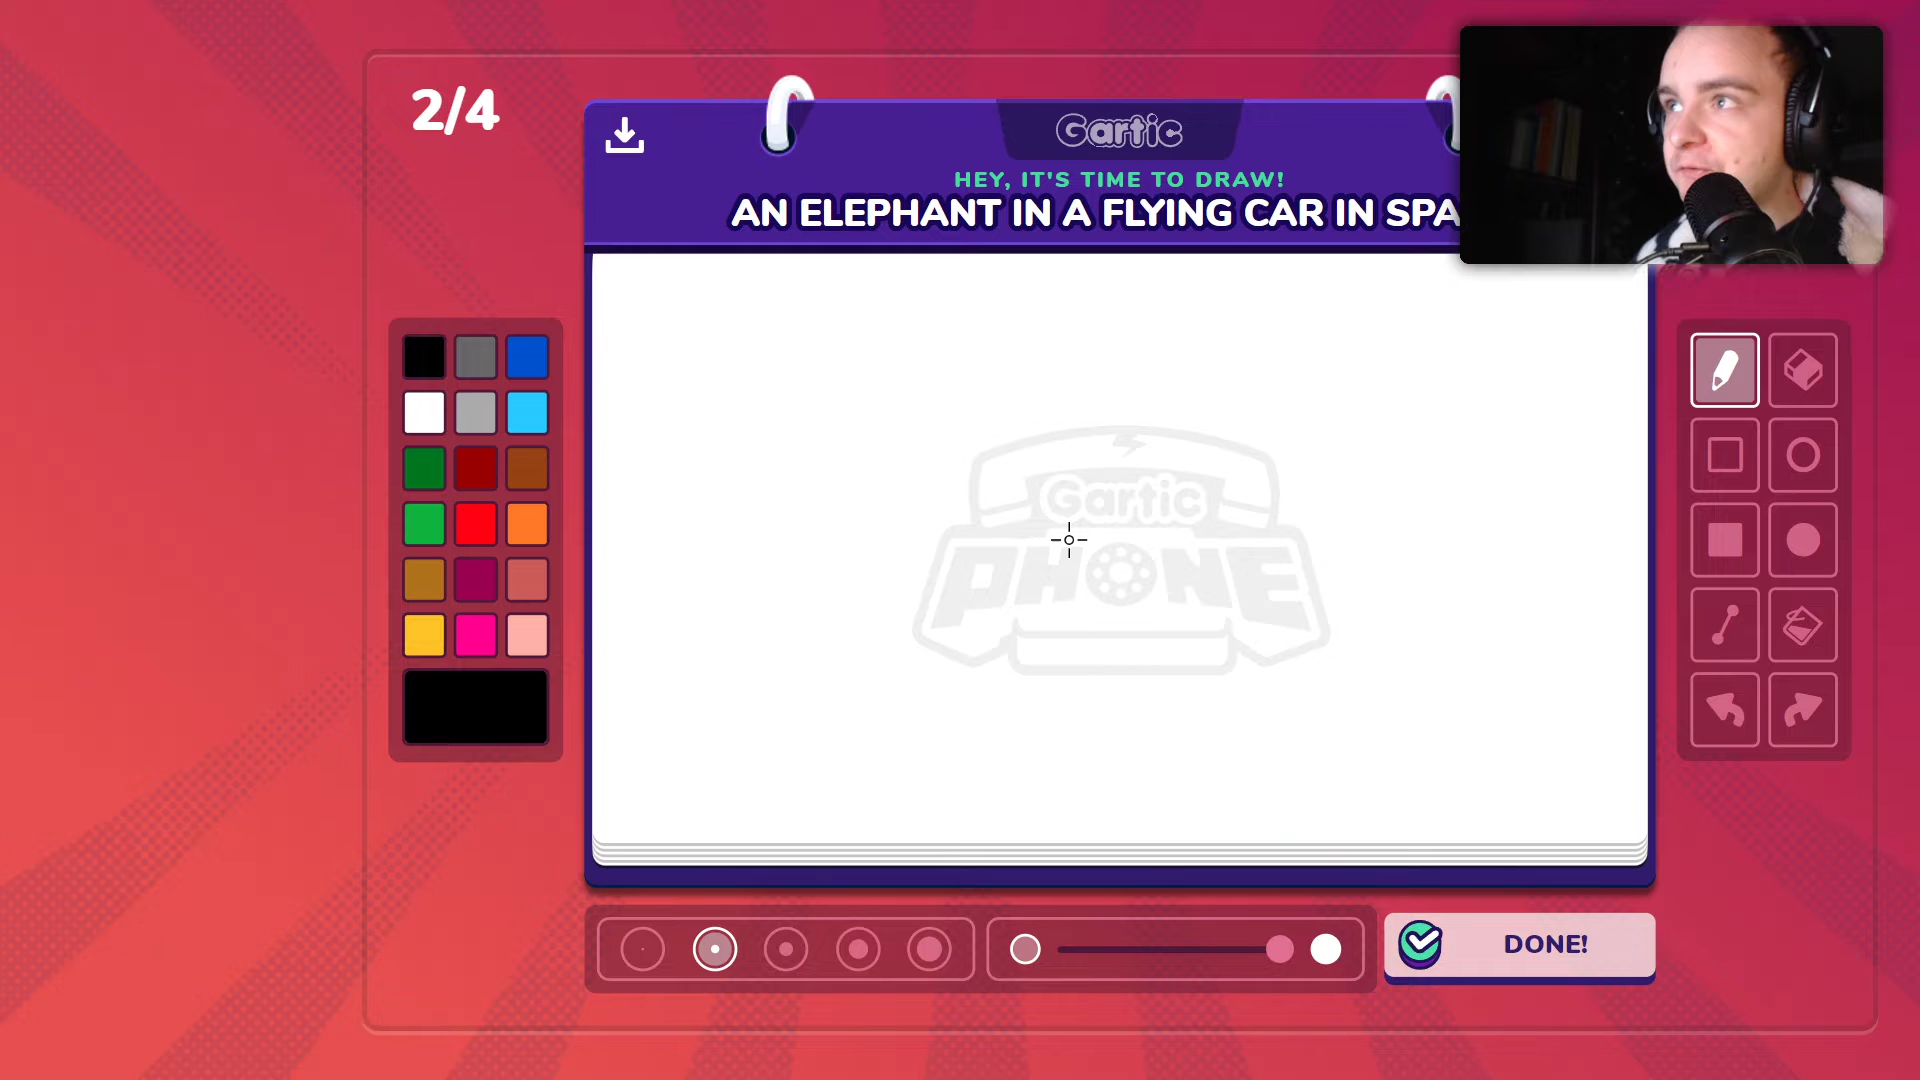 2/4
Gartic
HEY, IT'S TIME TO DRAW!
AN ELEPHANT IN A FLYING CAR IN SPA
Gartic
PHONE
DONE!